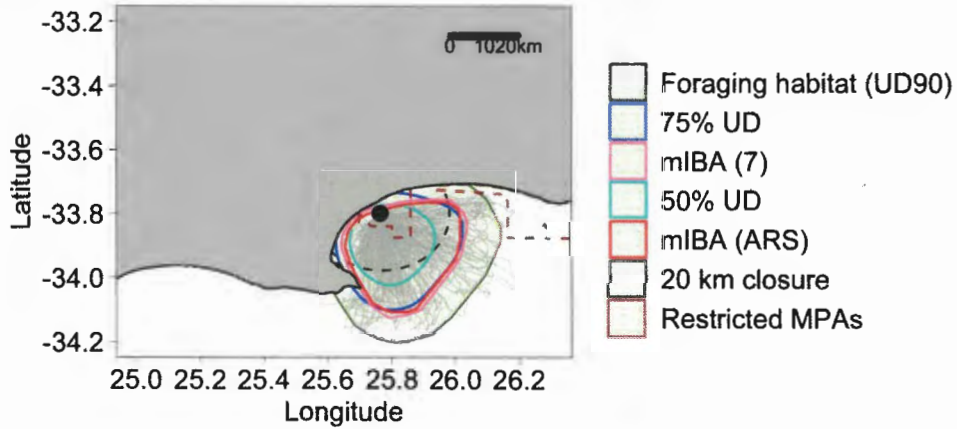 -33.2
-33.4
-33.6
-33.8
-34.0
-34.2
Latitude
0 1020km
25.0 25.2 25.4 25.6 25.8 26.0 26.2
Longitude
Foraging habitat (UD90)
75% UD
mIBA (7)
50% UD
mIBA (ARS)
20 km closure
Restricted MPAs